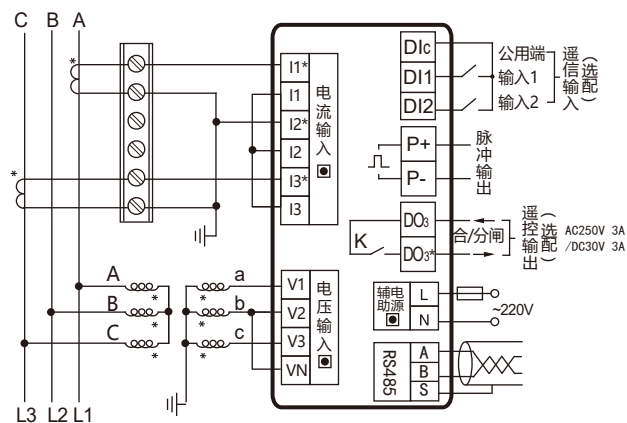 C B A
*
*
I1*
I1
I2*
I2
I3*
I3
电流输入
DIc
DI1
DI2
公用端
输入1
输入2
遥信输入
(选配)
P+
P-
脉冲输出
DO3
DO3*
K
合/分闸
遥控输出
(选配)
AC250V 3A
/DC30V 3A
A
B
C
*
*
*
a
b
c
*
*
*
V1
V2
V3
VN
电压输入
辅助电源
L
N
~220V
RS485
A
B
S
L3 L2 L1